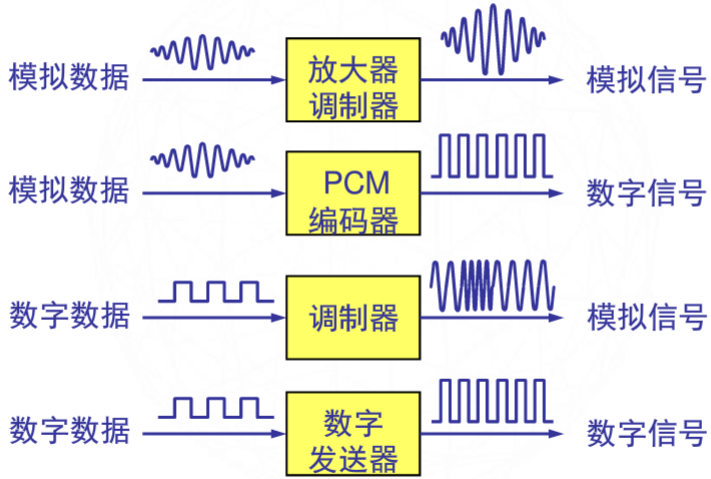 模拟数据
放大器
调制器
模拟信号
模拟数据
PCM
编码器
数字信号
数字数据
调制器
模拟信号
数字数据
数字
发送器
数字信号